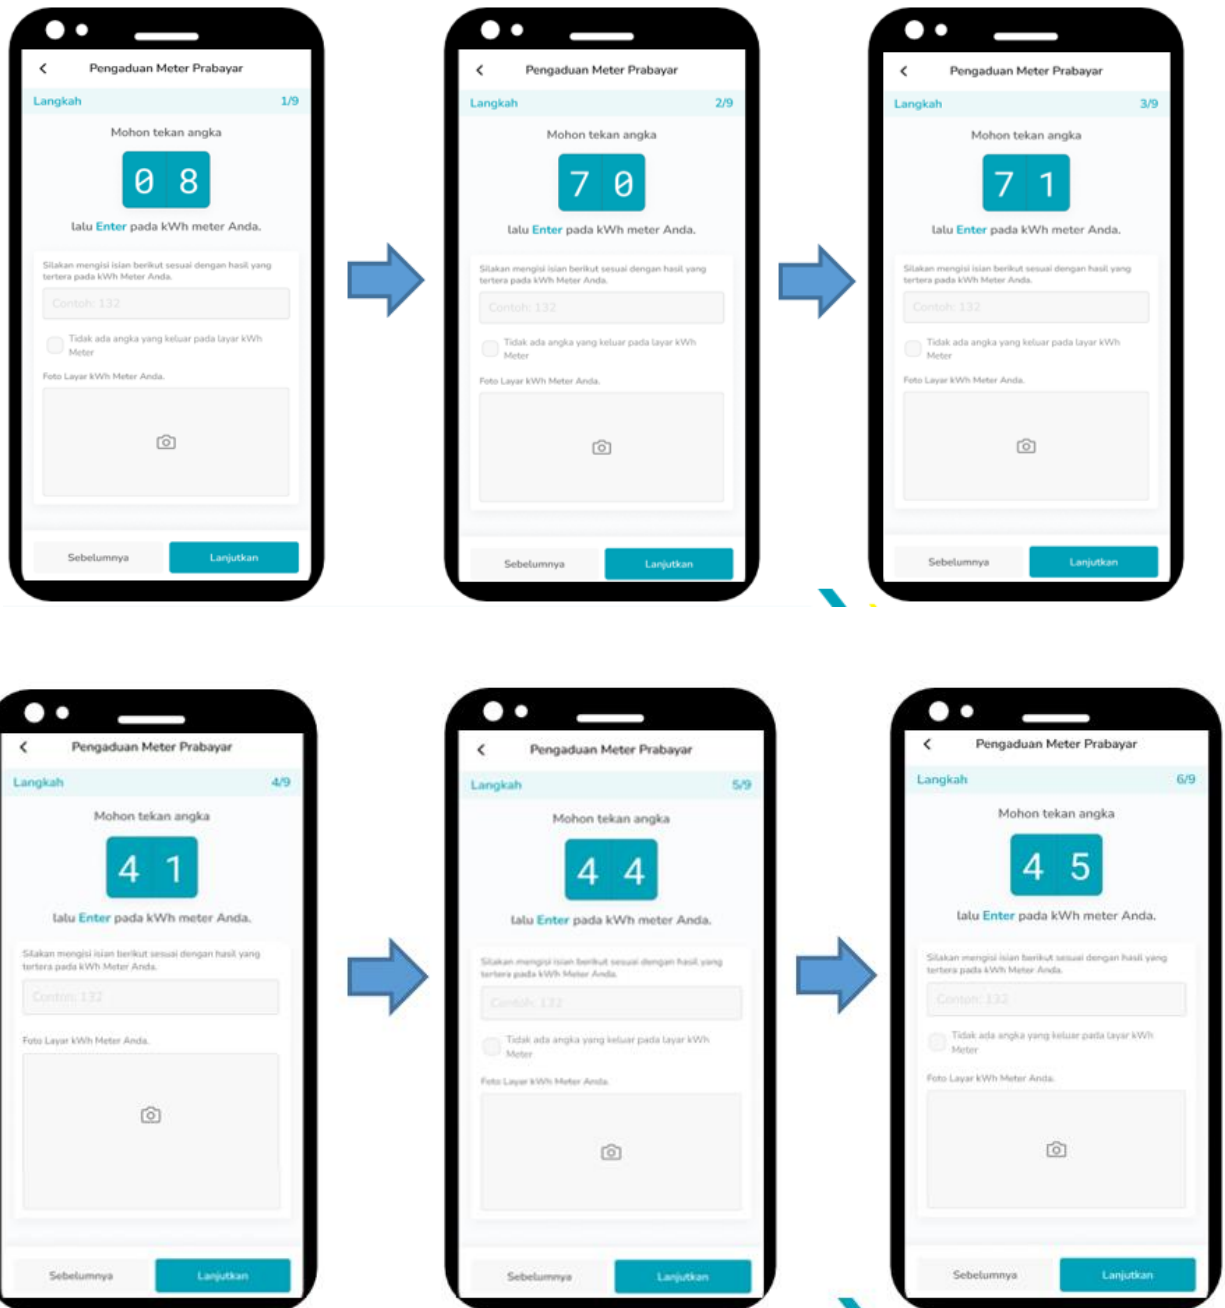 Pengaduan Meter Prabayar
Langkah 1/9
Mohon tekan angka
0 8
lalu Enter pada kWh meter Anda.
Silakan mengisi isian berikut sesuai dengan hasil yang
tertera pada kWh Meter Anda.
Contoh: 132
Tidak ada angka yang keluar pada layar kWh
Meter
Foto Layar kWh Meter Anda.
Sebelumnya Lanjutkan
Pengaduan Meter Prabayar
Langkah 2/9
Mohon tekan angka
7 0
lalu Enter pada kWh meter Anda.
Silakan mengisi isian berikut sesuai dengan hasil yang
tertera pada kWh Meter Anda.
Contoh: 132
Tidak ada angka yang keluar pada layar kWh
Meter
Foto Layar kWh Meter Anda.
Sebelumnya Lanjutkan
Pengaduan Meter Prabayar
Langkah 3/9
Mohon tekan angka
7 1
lalu Enter pada kWh meter Anda.
Silakan mengisi isian berikut sesuai dengan hasil yang
tertera pada kWh Meter Anda.
Contoh: 132
Tidak ada angka yang keluar pada layar kWh
Meter
Foto Layar kWh Meter Anda.
Sebelumnya Lanjutkan
Pengaduan Meter Prabayar
Langkah 4/9
Mohon tekan angka
4 1
lalu Enter pada kWh meter Anda.
Silakan mengisi isian berikut sesuai dengan hasil yang
tertera pada kWh Meter Anda.
Contoh: 132
Foto Layar kWh Meter Anda.
Sebelumnya Lanjutkan
Pengaduan Meter Prabayar
Langkah 5/9
Mohon tekan angka
4 4
lalu Enter pada kWh meter Anda.
Silakan mengisi isian berikut sesuai dengan hasil yang
tertera pada kWh Meter Anda.
Contoh: 132
Tidak ada angka yang keluar pada layar kWh
Meter
Foto Layar kWh Meter Anda.
Sebelumnya Lanjutkan
Pengaduan Meter Prabayar
Langkah 6/9
Mohon tekan angka
4 5
lalu Enter pada kWh meter Anda.
Silakan mengisi isian berikut sesuai dengan hasil yang
tertera pada kWh Meter Anda.
Contoh: 132
Tidak ada angka yang keluar pada layar kWh
Meter
Foto Layar kWh Meter Anda.
Sebelumnya Lanjutkan